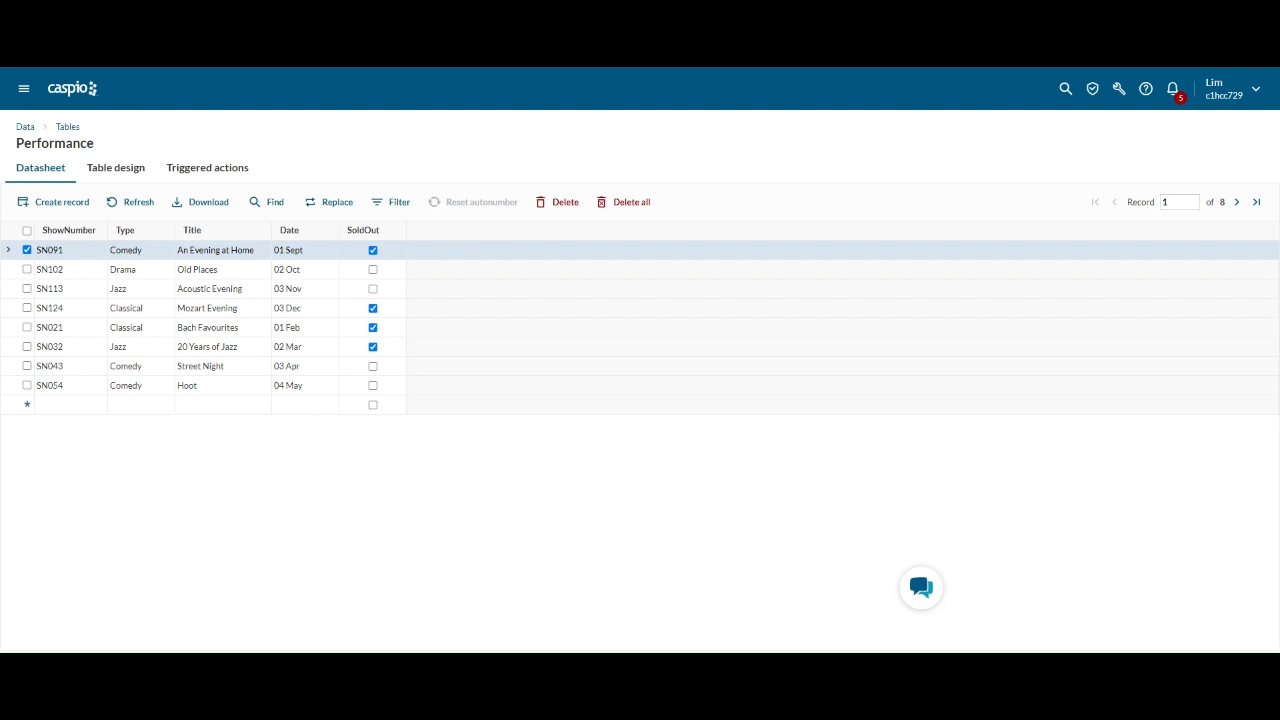 caspio
5
Lim
c1hcc729
Data > Tables
Performance
Datasheet Table design Triggered actions
Create record Refresh Download Find Replace Filter Reset autonumber Delete Delete all Record 1 of 8
ShowNumber Type Title Date SoldOut
SN091 Comedy An Evening at Home 01 Sept
SN102 Drama Old Places 02 Oct
SN113 Jazz Acoustic Evening 03 Nov
SN124 Classical Mozart Evening 03 Dec
SN021 Classical Bach Favourites 01 Feb
SN032 Jazz 20 Years of Jazz 02 Mar
SN043 Comedy Street Night 03 Apr
SN054 Comedy Hoot 04 May
*